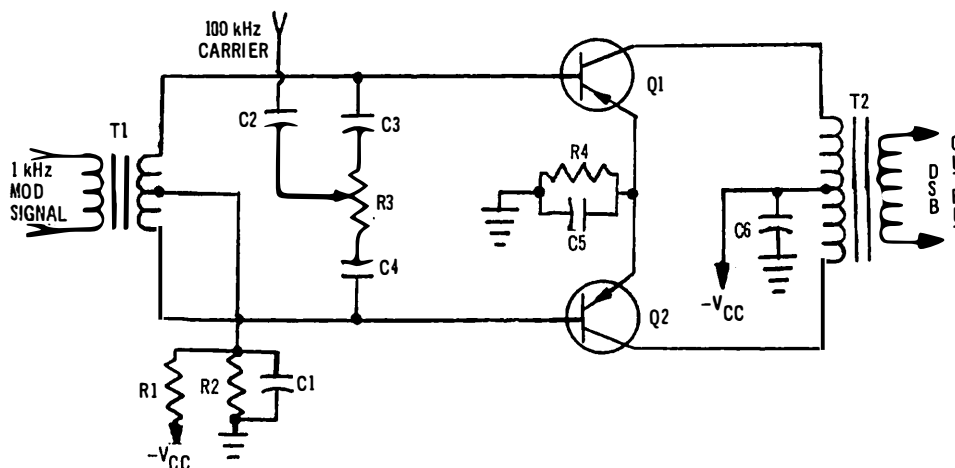 100 kHz
CARRIER
Q1
T1
C2
C3
T2
1 kHz
MOD
SIGNAL
R3
R4
C5
DSB
C6
C4
-VCC
Q2
R1
R2
C1
-VCC